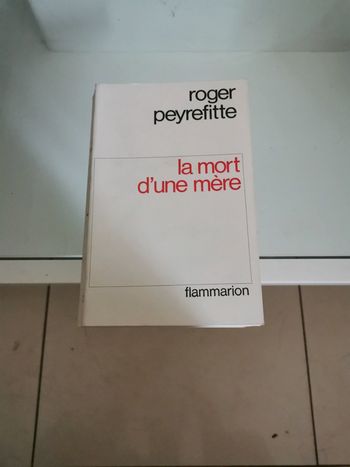 roger
peyrefitte
la mort
d'une mère
flammarion